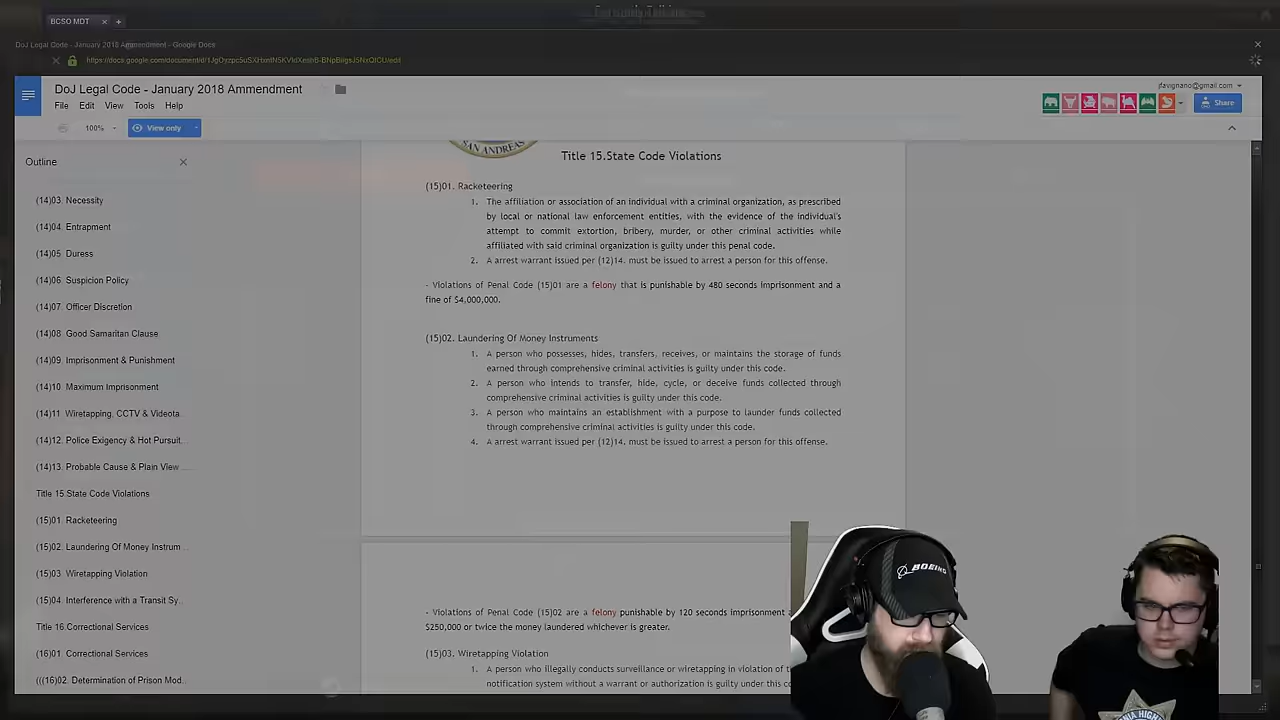 BCSO MDT
DoJ Legal Code - January 2018 Ammendment - Google Docs
DoJ Legal Code - January 2018 Ammendment
File Edit View Tools Help
jfavignano@gmail.com
Share
100%
View only
Outline
(14)03. Necessity
(14)04. Entrapment
(14)05. Duress
(14)06. Suspicion Policy
(14)07. Officer Discretion
(14)08. Good Samaritan Clause
(14)09. Imprisonment & Punishment
(14)10. Maximum Imprisonment
(14)11. Wiretapping, CCTV & Videota...
(14)12. Police Exigency & Hot Pursuit...
(14)13. Probable Cause & Plain View ...
Title 15.State Code Violations
(15)01. Racketeering
(15)02. Laundering Of Money Instrum...
(15)03. Wiretapping Violation
(15)04. Interference with a Transit Sy...
Title 16.Correctional Services
(16)01. Correctional Services
(((16)02. Determination of Prison Mod...
SAN ANDREAS
Title 15.State Code Violations
(15)01. Racketeering
1. The affiliation or association of an individual with a criminal organization, as prescribed
by local or national law enforcement entities, with the evidence of the individual's
attempt to commit extortion, bribery, murder, or other criminal activities while
affiliated with said criminal organization is guilty under this penal code.
2. A arrest warrant issued per (12)14. must be issued to arrest a person for this offense.
- Violations of Penal Code (15)01 are a felony that is punishable by 480 seconds imprisonment and a
fine of $4,000,000.
(15)02. Laundering Of Money Instruments
1. A person who possesses, hides, transfers, receives, or maintains the storage of funds
earned through comprehensive criminal activities is guilty under this code.
2. A person who intends to transfer, hide, cycle, or deceive funds collected through
comprehensive criminal activities is guilty under this code.
3. A person who maintains an establishment with a purpose to launder funds collected
through comprehensive criminal activities is guilty under this code.
4. A arrest warrant issued per (12)14. must be issued to arrest a person for this offense.
- Violations of Penal Code (15)02 are a felony punishable by 120 seconds imprisonment
$250,000 or twice the money laundered whichever is greater.
(15)03. Wiretapping Violation
1. A person who illegally conducts surveillance or wiretapping in violation of
notification system without a warrant or authorization is guilty under this
BOEING